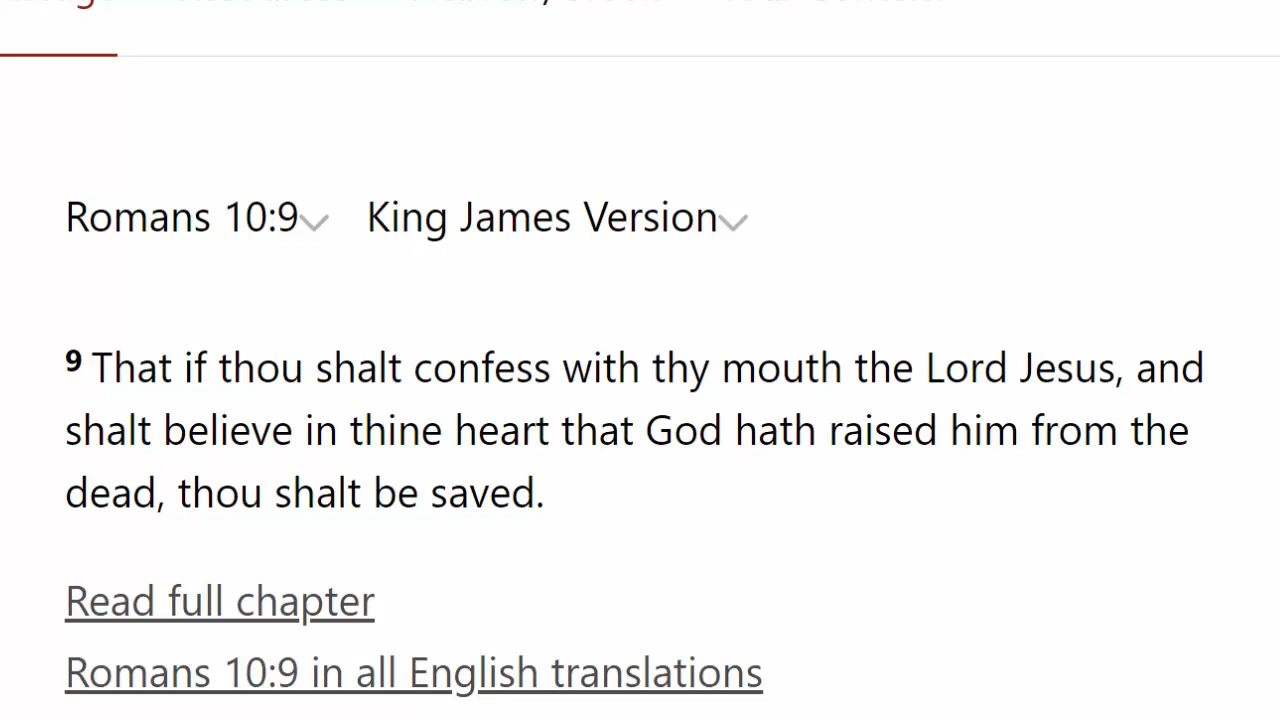 Romans 10:9 King James Version
9 That if thou shalt confess with thy mouth the Lord Jesus, and
shalt believe in thine heart that God hath raised him from the
dead, thou shalt be saved.
Read full chapter
Romans 10:9 in all English translations